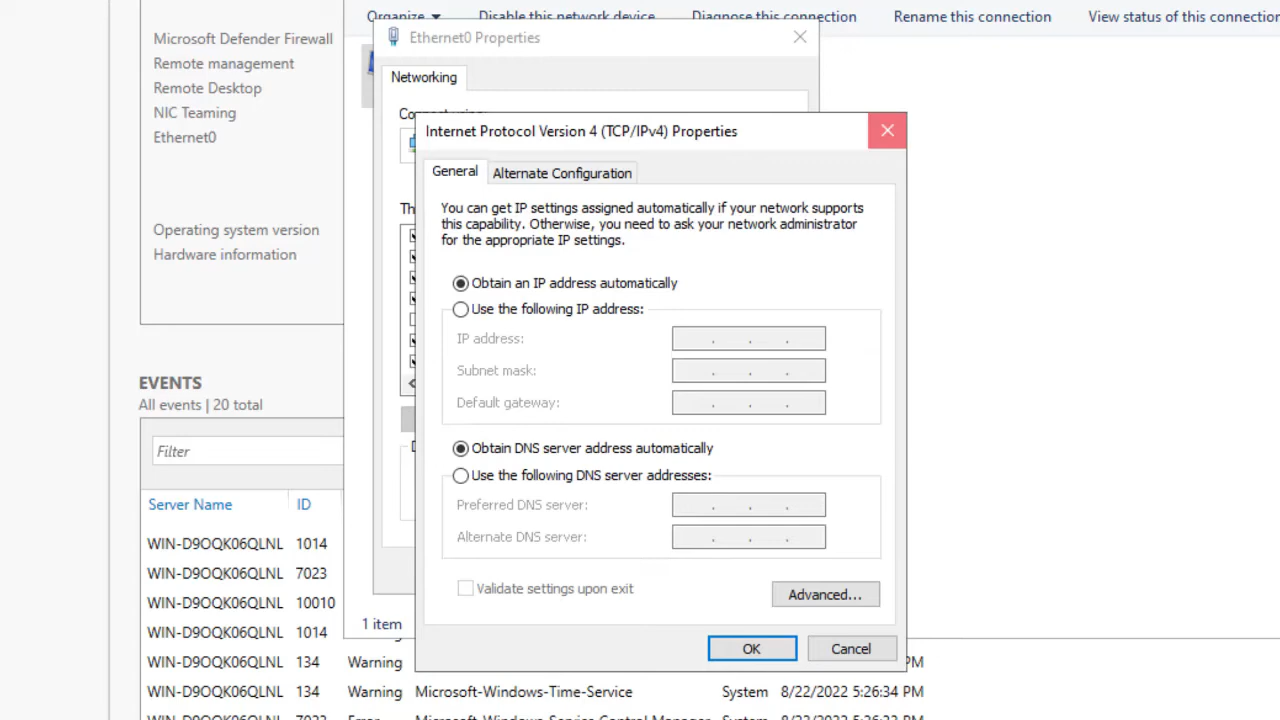 Organize
Disable this network device
Diagnose this connection
Rename this connection
View status of this connection
Microsoft Defender Firewall
Remote management
Remote Desktop
NIC Teaming
Ethernet0
Operating system version
Hardware information
Ethernet0 Properties
Networking
Internet Protocol Version 4 (TCP/IPv4) Properties
General
Alternate Configuration
You can get IP settings assigned automatically if your network supports
this capability. Otherwise, you need to ask your network administrator
for the appropriate IP settings.
Obtain an IP address automatically
Use the following IP address:
IP address:
Subnet mask:
Default gateway:
Obtain DNS server address automatically
Use the following DNS server addresses:
Preferred DNS server:
Alternate DNS server:
Validate settings upon exit
Advanced...
OK
Cancel
1 item
EVENTS
All events | 20 total
Filter
Server Name ID
WIN-D9OQK06QLNL 1014
WIN-D9OQK06QLNL 7023
WIN-D9OQK06QLNL 10010
WIN-D9OQK06QLNL 1014
WIN-D9OQK06QLNL 134 Warning PM
WIN-D9OQK06QLNL 134 Warning Microsoft-Windows-Time-Service System 8/22/2022 5:26:34 PM